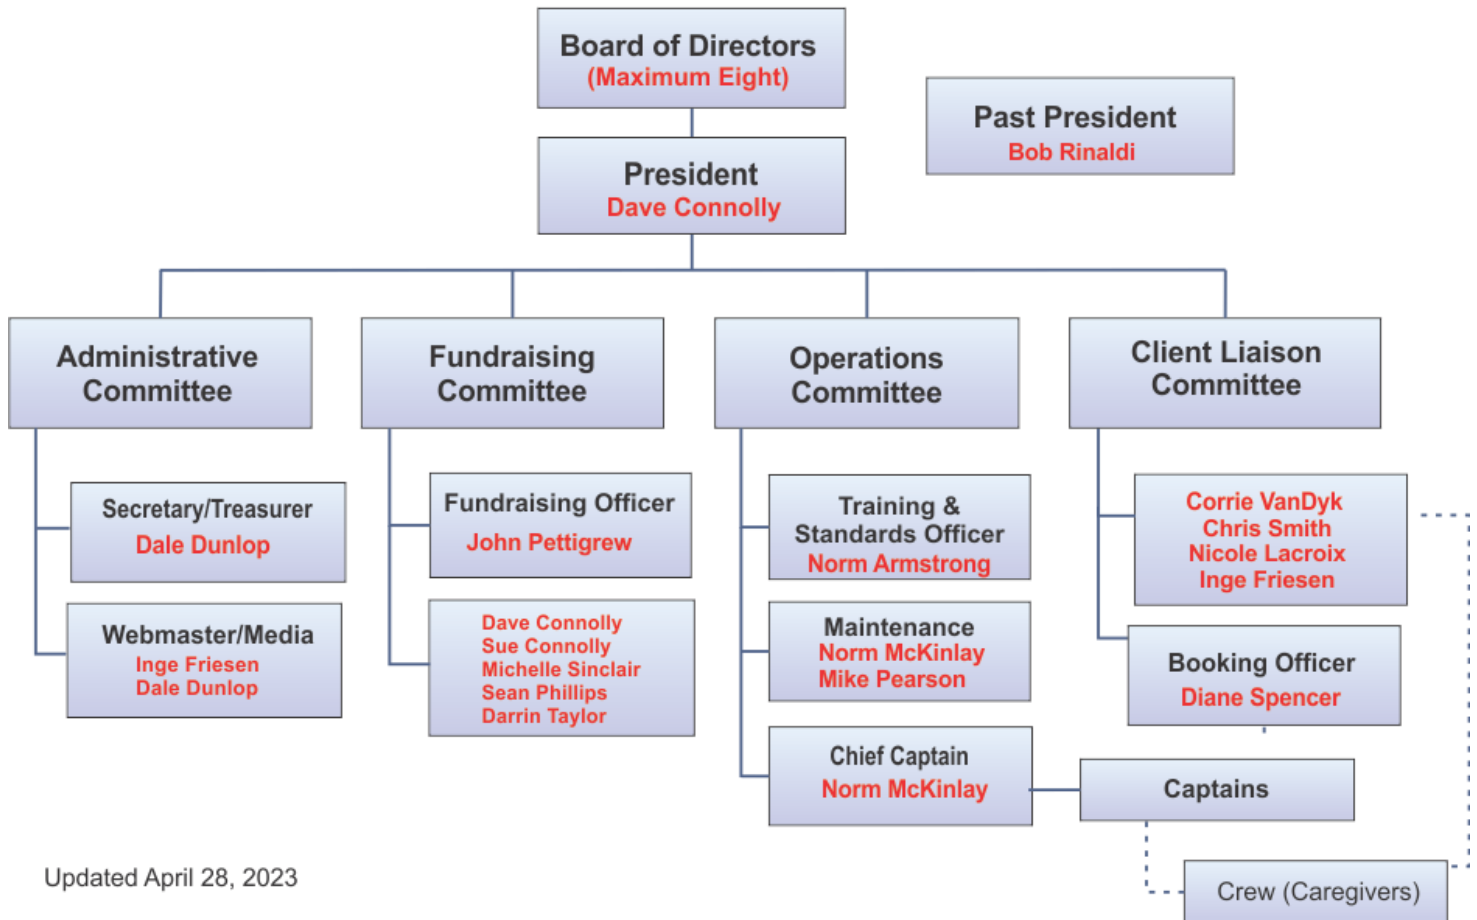 Board of Directors
(Maximum Eight)
Past President
Bob Rinaldi
President
Dave Connolly
Administrative
Committee
Secretary/Treasurer
Dale Dunlop
Webmaster/Media
Inge Friesen
Dale Dunlop
Fundraising
Committee
Fundraising Officer
John Pettigrew
Dave Connolly
Sue Connolly
Michelle Sinclair
Sean Phillips
Darrin Taylor
Operations
Committee
Training &
Standards Officer
Norm Armstrong
Maintenance
Norm McKinlay
Mike Pearson
Chief Captain
Norm McKinlay
Client Liaison
Committee
Corrie VanDyk
Chris Smith
Nicole Lacroix
Inge Friesen
Booking Officer
Diane Spencer
Captains
Crew (Caregivers)
Updated April 28, 2023